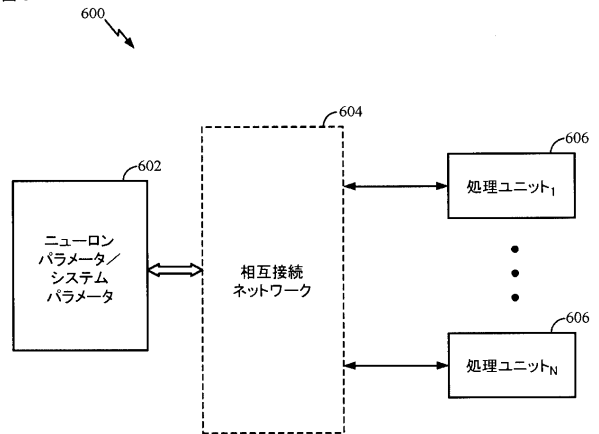 600
604
602
606
ニューロン
パラメータ／
システム
パラメータ
相互接続
ネットワーク
処理ユニット1
606
処理ユニットN